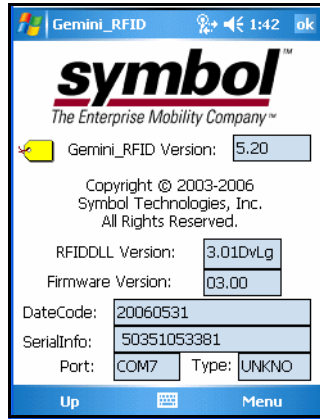 Gemini_RFID 1:42 ok
symbol™
The Enterprise Mobility Company™
Gemini_RFID Version: 5.20
Copyright © 2003-2006
Symbol Technologies, Inc.
All Rights Reserved.
RFIDDLL Version: 3.01DvLg
Firmware Version: 03.00
DateCode: 20060531
SerialInfo: 50351053381
Port: COM7 Type: UNKNO
Up Menu